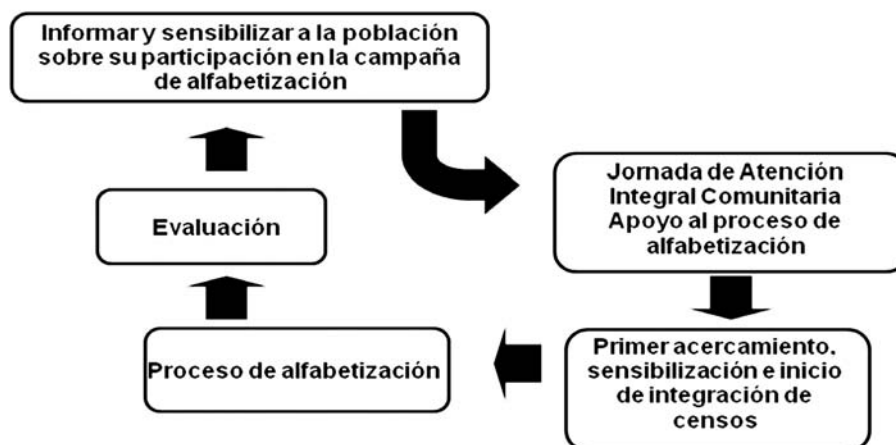 Informar y sensibilizar a la población
sobre su participación en la campaña
de alfabetización
Jornada de Atención
Integral Comunitaria
Apoyo al proceso de
alfabetización
Primer acercamiento,
sensibilización e inicio
de integración de
censos
Proceso de alfabetización
Evaluación